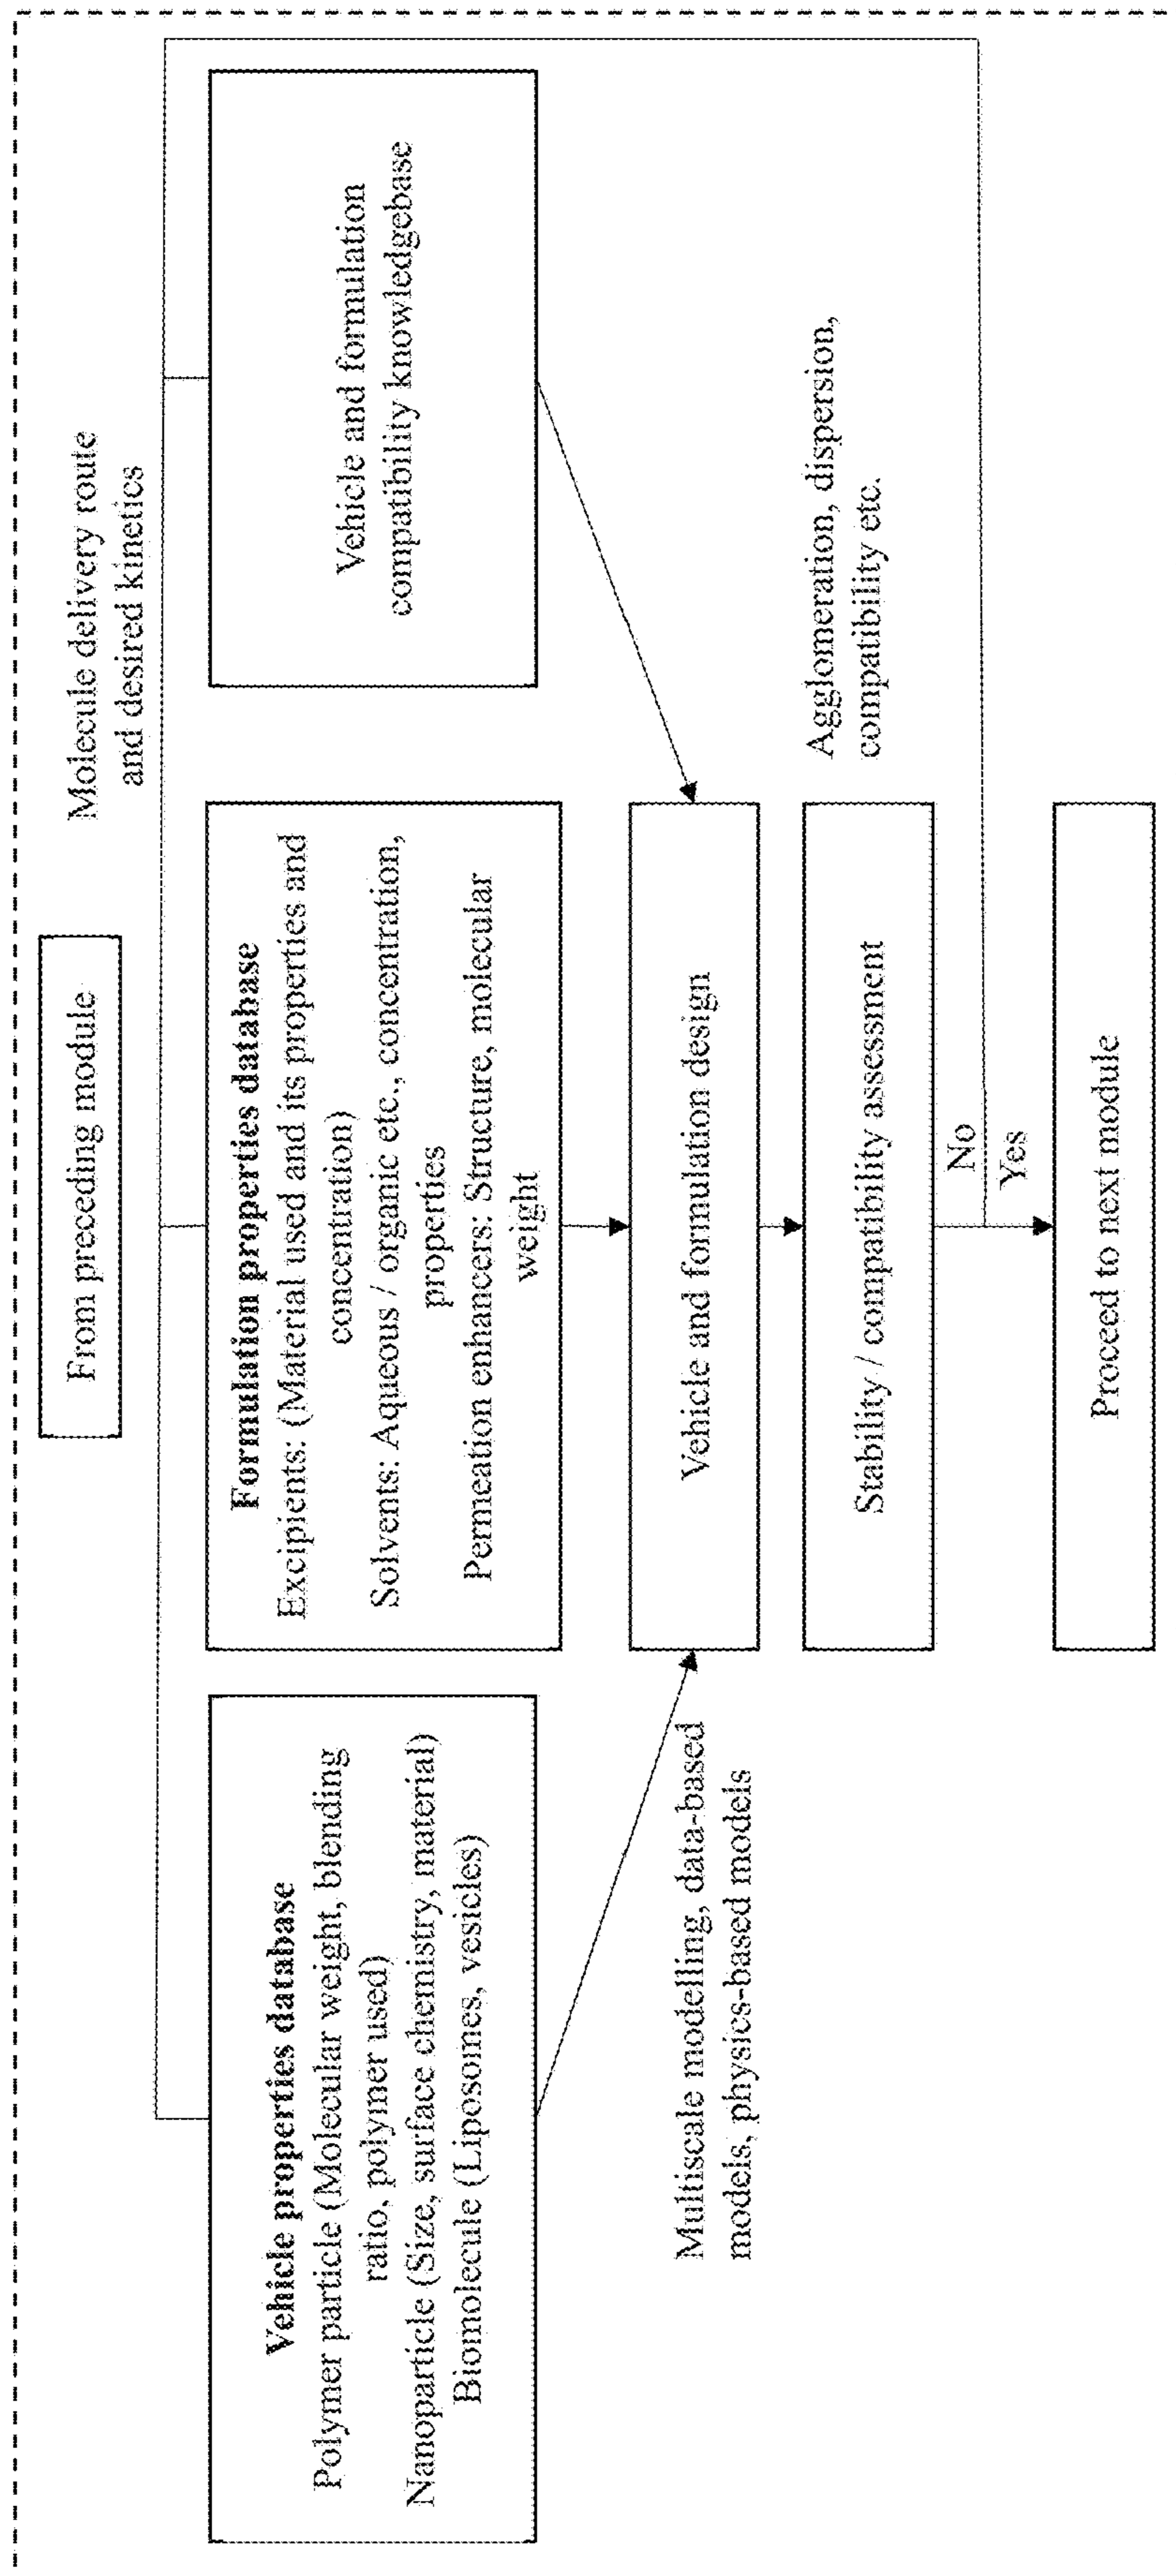 From preceding module
Molecule delivery route
and desired kinetics
Vehicle properties database
Polymer particle (Molecular weight, blending
ratio, polymer used)
Nanoparticle (Size, surface chemistry, material)
Biomolecule (Liposomes, vesicles)
Formulation properties database
Excipients: (Material used and its properties and
concentration)
Solvents: Aqueous / organic etc., concentration,
properties
Permeation enhancers: Structure, molecular
weight
Vehicle and formulation
compatibility knowledgebase
Multiscale modelling, data-based
models, physics-based models
Vehicle and formulation design
Stability / compatibility assessment
Agglomeration, dispersion,
compatibility etc.
No
Yes
Proceed to next module